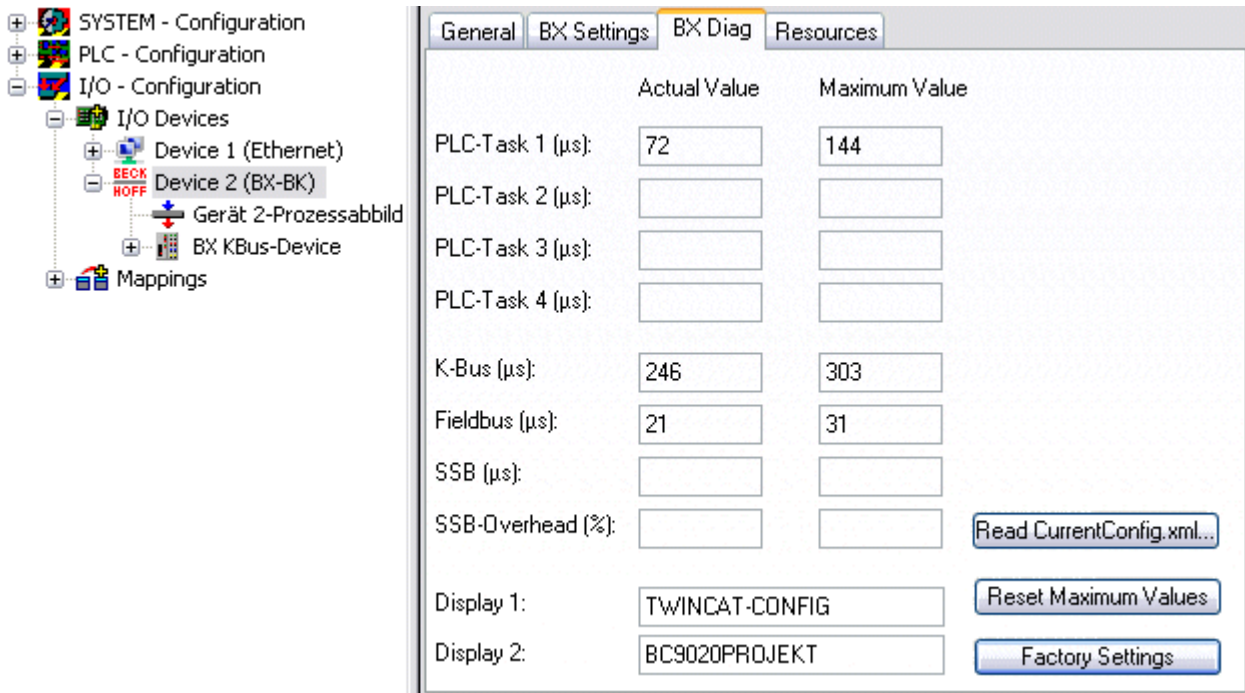 SYSTEM - Configuration
PLC - Configuration
I/O - Configuration
I/O Devices
Device 1 (Ethernet)
BECK
HOFF
Device 2 (BX-BK)
Gerät 2-Prozessabbild
BX KBus-Device
Mappings
General BX Settings BX Diag Resources
Actual Value Maximum Value
PLC-Task 1 (µs): 72 144
PLC-Task 2 (µs):
PLC-Task 3 (µs):
PLC-Task 4 (µs):
K-Bus (µs): 246 303
Fieldbus (µs): 21 31
SSB (µs):
SSB-Overhead (%): Read CurrentConfig.xml...
Display 1: TWINCAT-CONFIG Reset Maximum Values
Display 2: BC9020PROJEKT Factory Settings